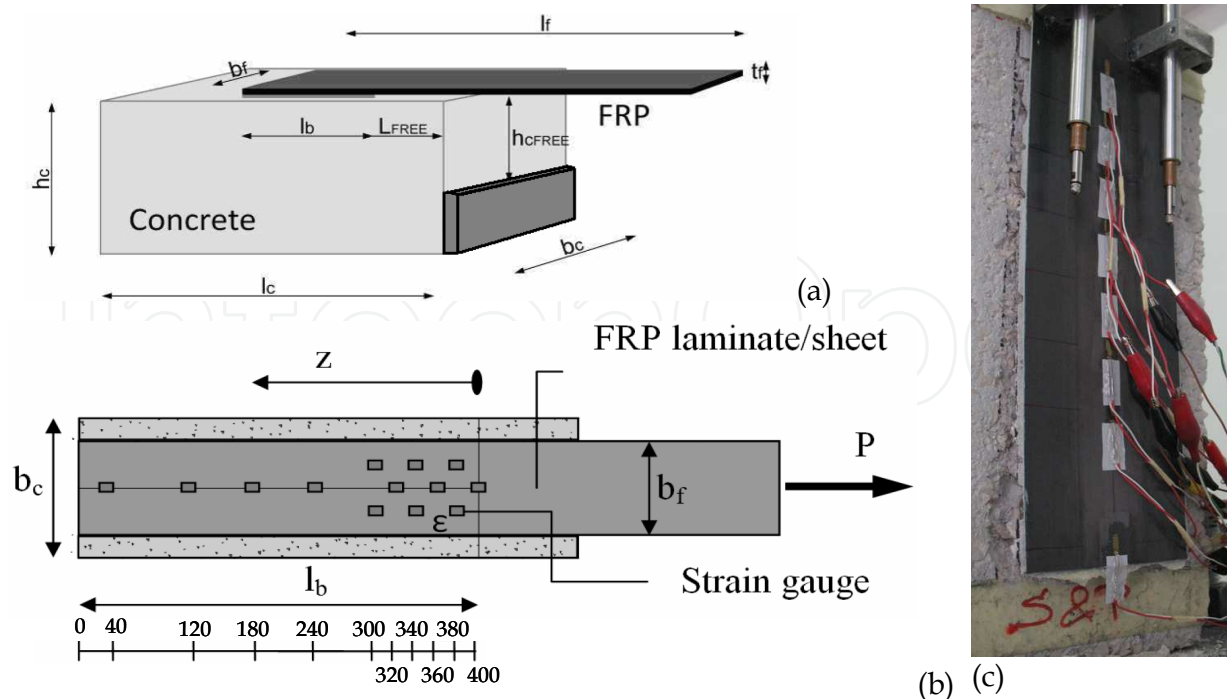 lf
bf
tf
FRP
lb
LFREE
hCFREE
hc
Concrete
bc
lc
(a)
FRP laminate/sheet
z
P
bc
bf
ε
Strain gauge
lb
0 40 120 180 240 300 340 380
320 360 400
(b)
(c)
S&P